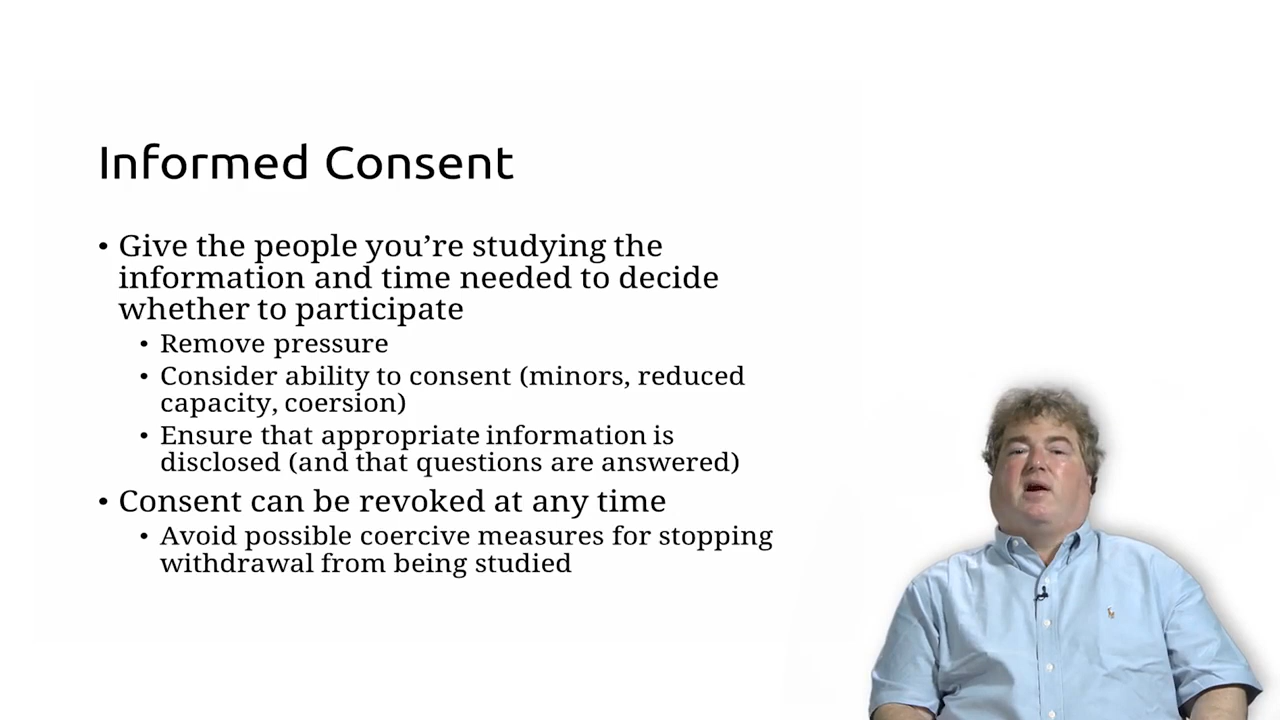 Informed Consent
• Give the people you’re studying the
information and time needed to decide
whether to participate
• Remove pressure
• Consider ability to consent (minors, reduced
capacity, coersion)
• Ensure that appropriate information is
disclosed (and that questions are answered)
• Consent can be revoked at any time
• Avoid possible coercive measures for stopping
withdrawal from being studied